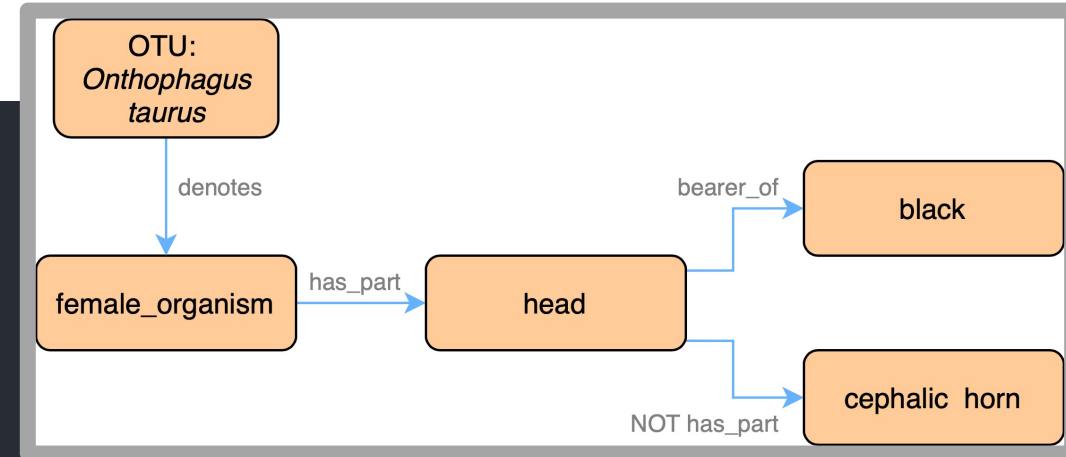 OTU:
Onthophagus
taurus
denotes
bearer_of
black
female_organism
has_part
head
cephalic  horn
NOT has_part